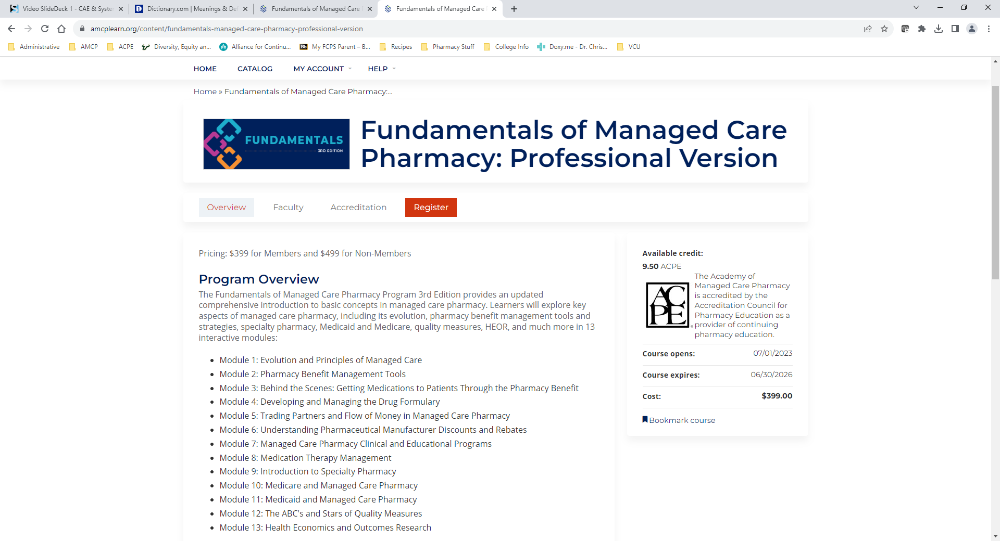 Video SlideDeck 1 - CAE & Syste
Dictionary.com | Meanings & Def
Fundamentals of Managed Care
Fundamentals of Managed Care
amcplearn.org/content/fundamentals-managed-care-pharmacy-professional-version
Administrative
AMCP
ACPE
Diversity, Equity an...
Alliance for Continu...
Bb
My FCPS Parent – B...
Recipes
Pharmacy Stuff
College Info
Doxy.me - Dr. Chris...
VCU
HOME
CATALOG
MY ACCOUNT
HELP
Home » Fundamentals of Managed Care Pharmacy:...
FUNDAMENTALS
3RD EDITION
Fundamentals of Managed Care
Pharmacy: Professional Version
Overview
Faculty
Accreditation
Register
Pricing: $399 for Members and $499 for Non-Members
Program Overview
The Fundamentals of Managed Care Pharmacy Program 3rd Edition provides an updated
comprehensive introduction to basic concepts in managed care pharmacy. Learners will explore key
aspects of managed care pharmacy, including its evolution, pharmacy benefit management tools and
strategies, specialty pharmacy, Medicaid and Medicare, quality measures, HEOR, and much more in 13
interactive modules:
• Module 1: Evolution and Principles of Managed Care
• Module 2: Pharmacy Benefit Management Tools
• Module 3: Behind the Scenes: Getting Medications to Patients Through the Pharmacy Benefit
• Module 4: Developing and Managing the Drug Formulary
• Module 5: Trading Partners and Flow of Money in Managed Care Pharmacy
• Module 6: Understanding Pharmaceutical Manufacturer Discounts and Rebates
• Module 7: Managed Care Pharmacy Clinical and Educational Programs
• Module 8: Medication Therapy Management
• Module 9: Introduction to Specialty Pharmacy
• Module 10: Medicare and Managed Care Pharmacy
• Module 11: Medicaid and Managed Care Pharmacy
• Module 12: The ABC's and Stars of Quality Measures
• Module 13: Health Economics and Outcomes Research
Available credit:
9.50 ACPE
ACPE®
The Academy of
Managed Care Pharmacy
is accredited by the
Accreditation Council for
Pharmacy Education as a
provider of continuing
pharmacy education.
Course opens: 07/01/2023
Course expires: 06/30/2026
Cost: $399.00
Bookmark course